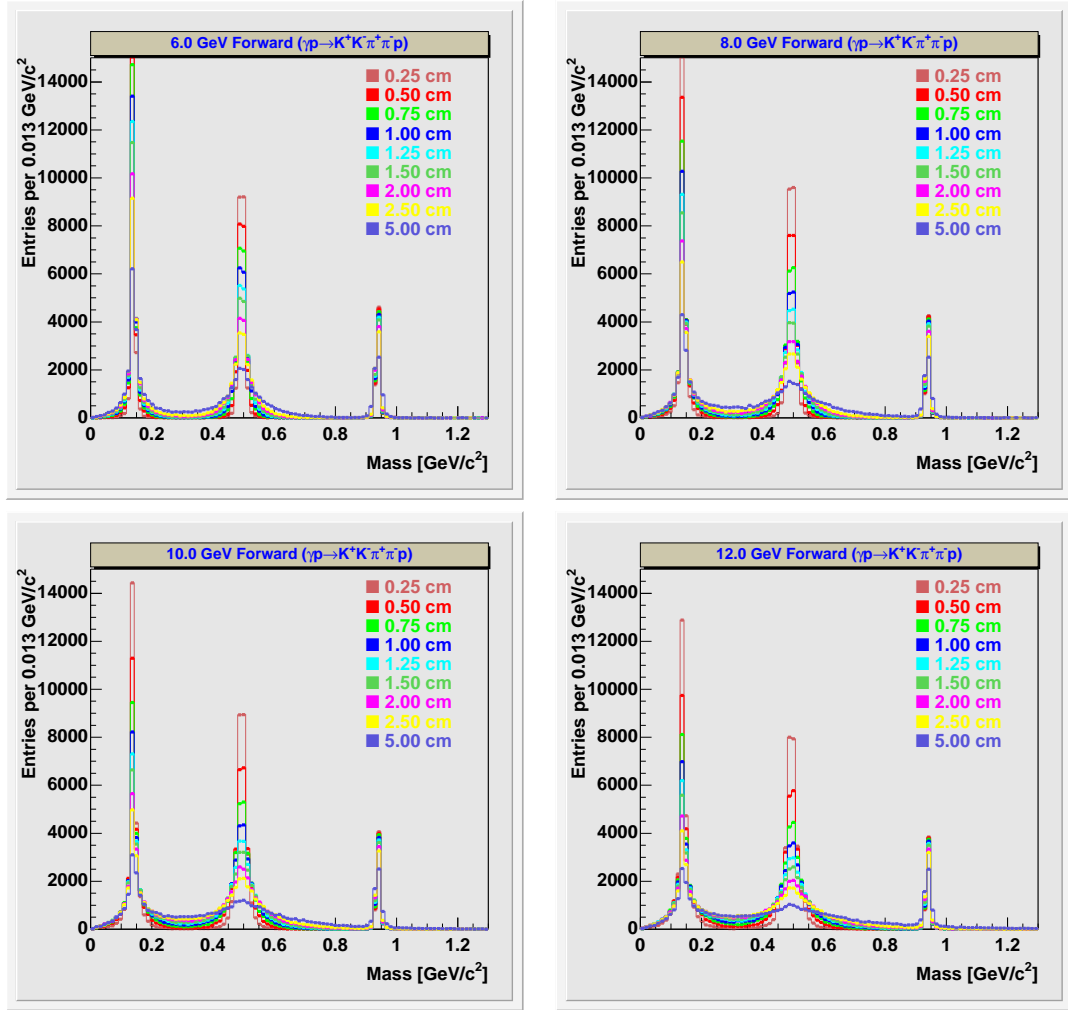 6.0 GeV Forward (γp→K⁺K⁻π⁺π⁻p)
Entries per 0.013 GeV/c²
14000
12000
10000
8000
6000
4000
2000
0
0.25 cm
0.50 cm
0.75 cm
1.00 cm
1.25 cm
1.50 cm
2.00 cm
2.50 cm
5.00 cm
0 0.2 0.4 0.6 0.8 1 1.2
Mass [GeV/c²]
8.0 GeV Forward (γp→K⁺K⁻π⁺π⁻p)
Entries per 0.013 GeV/c²
14000
12000
10000
8000
6000
4000
2000
0
0.25 cm
0.50 cm
0.75 cm
1.00 cm
1.25 cm
1.50 cm
2.00 cm
2.50 cm
5.00 cm
0 0.2 0.4 0.6 0.8 1 1.2
Mass [GeV/c²]
10.0 GeV Forward (γp→K⁺K⁻π⁺π⁻p)
Entries per 0.013 GeV/c²
14000
12000
10000
8000
6000
4000
2000
0
0.25 cm
0.50 cm
0.75 cm
1.00 cm
1.25 cm
1.50 cm
2.00 cm
2.50 cm
5.00 cm
0 0.2 0.4 0.6 0.8 1 1.2
Mass [GeV/c²]
12.0 GeV Forward (γp→K⁺K⁻π⁺π⁻p)
Entries per 0.013 GeV/c²
14000
12000
10000
8000
6000
4000
2000
0
0.25 cm
0.50 cm
0.75 cm
1.00 cm
1.25 cm
1.50 cm
2.00 cm
2.50 cm
5.00 cm
0 0.2 0.4 0.6 0.8 1 1.2
Mass [GeV/c²]